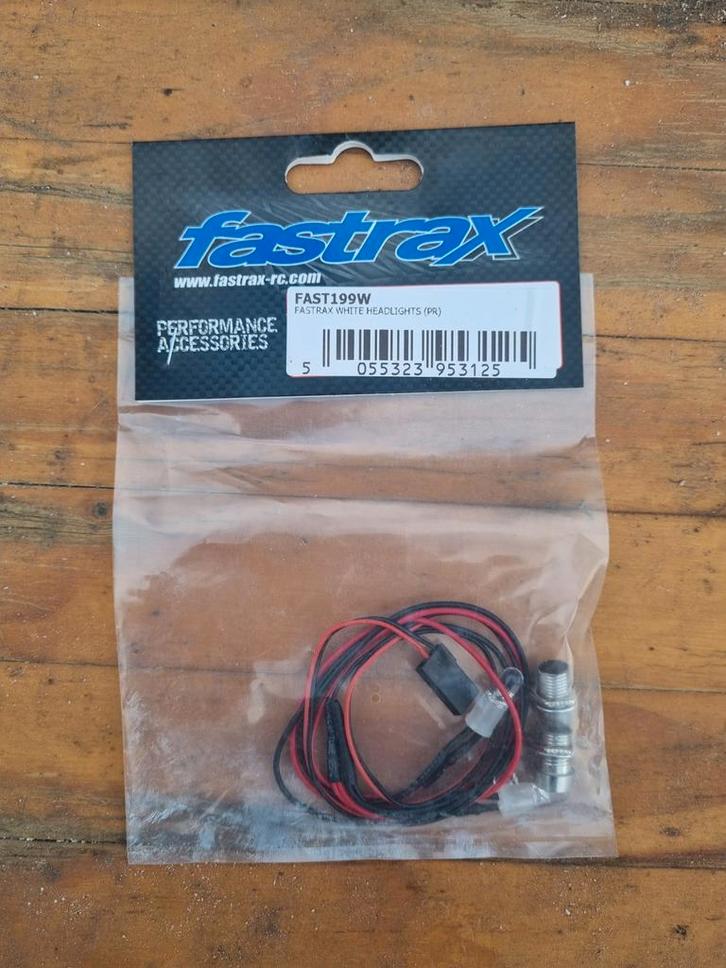 fastrax
www.fastrax-rc.com
FAST199W
FASTRAX WHITE HEADLIGHTS (PR)
PERFORMANCE
ACCESSORIES
5 055323 953125